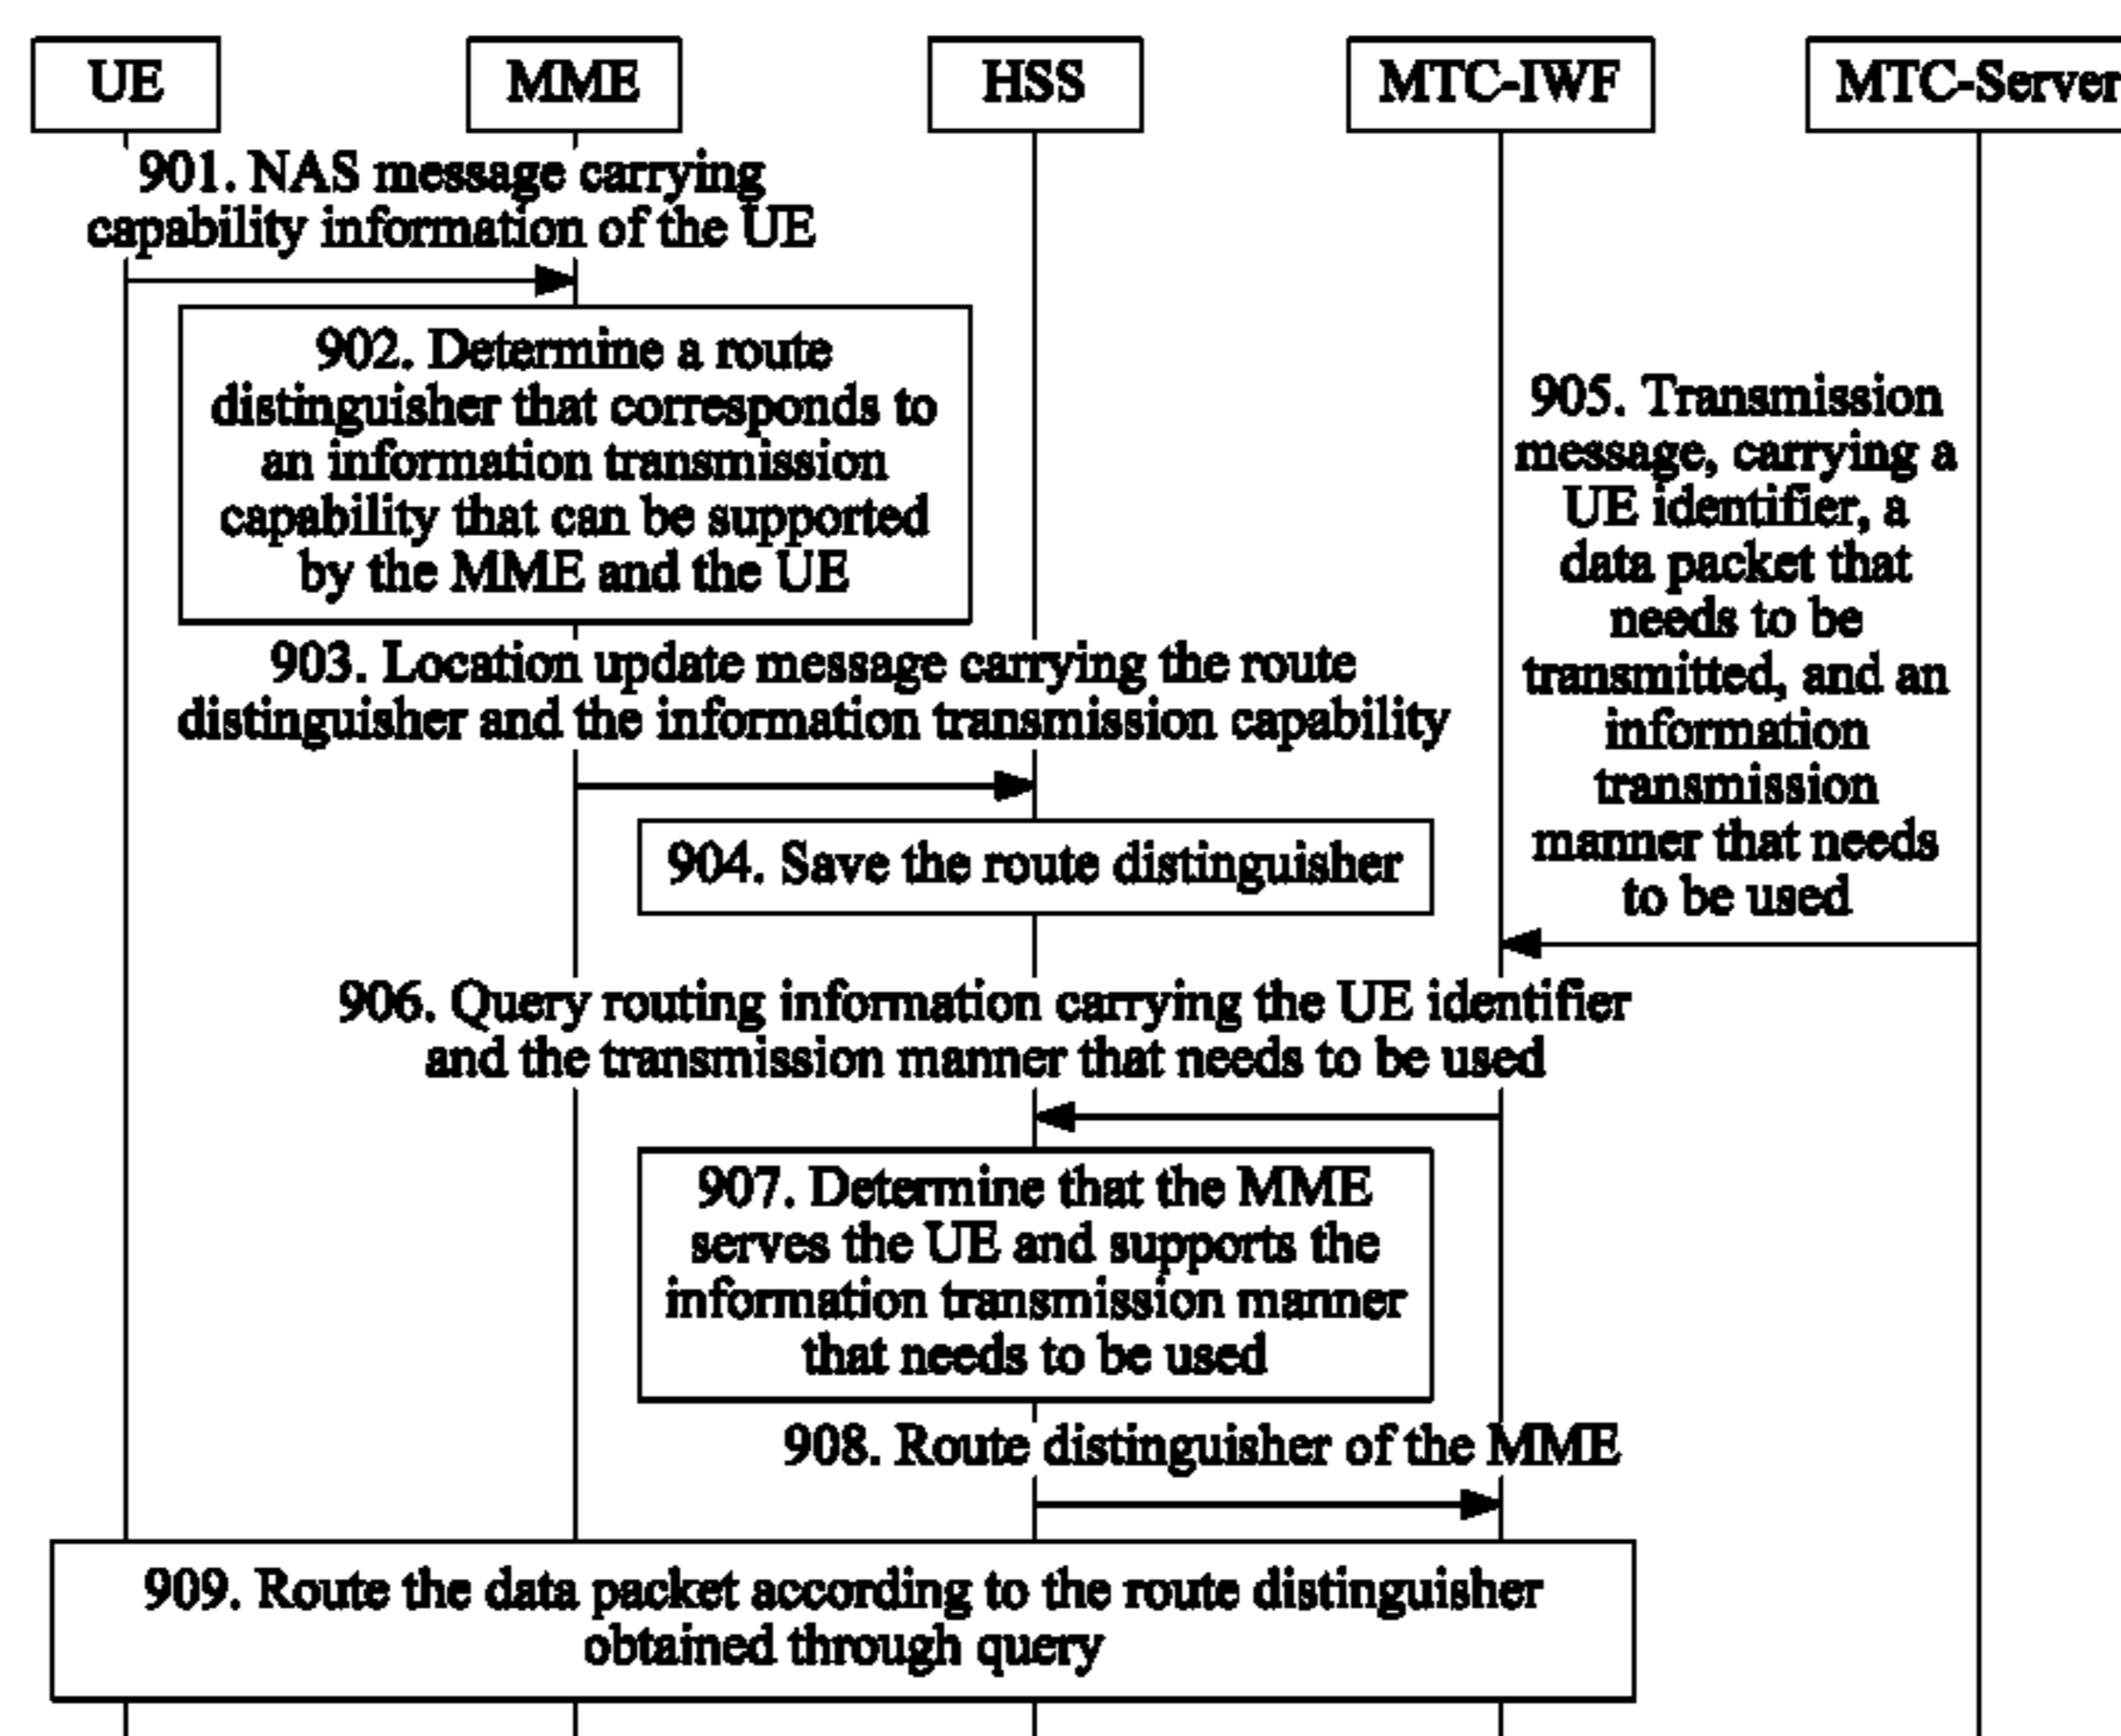 UE
MME
HSS
MTC-IWF
MTC-Server
901. NAS message carrying
capability information of the UE
902. Determine a route
distinguisher that corresponds to
an information transmission
capability that can be supported
by the MME and the UE
903. Location update message carrying the route
distinguisher and the information transmission capability
904. Save the route distinguisher
905. Transmission
message, carrying a
UE identifier, a
data packet that
needs to be
transmitted, and an
information
transmission
manner that needs
to be used
906. Query routing information carrying the UE identifier
and the transmission manner that needs to be used
907. Determine that the MME
serves the UE and supports the
information transmission manner
that needs to be used
908. Route distinguisher of the MME
909. Route the data packet according to the route distinguisher
obtained through query